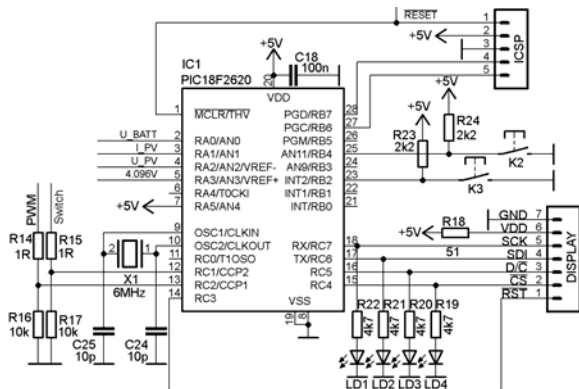 RESET
+5V
1
2
3
4
5
ICSP
IC1
PIC18F2620
+5V
C18
100n
20
VDD
1
MCLR/THV
PGD/RB7
28
PGC/RB6
27
PGM/RB5
26
AN11/RB4
25
AN9/RB3
24
INT2/RB2
23
INT1/RB1
22
INT/RB0
21
U_BATT
2
RA0/AN0
I_PV
3
RA1/AN1
U_PV
4
RA2/AN2/VREF-
4.096V
5
RA3/AN3/VREF+
6
RA4/T0CKI
+5V
7
RA5/AN4
+5V
R23
2k2
+5V
R24
2k2
K2
K3
PWM
Switch
R14
1R
R15
1R
R16
10k
R17
10k
9
OSC1/CLKIN
10
OSC2/CLKOUT
11
RC0/T1OSO
12
RC1/CCP2
13
RC2/CCP1
14
RC3
2
1
X1
6MHz
C25
10p
C24
10p
VSS
19
8
RX/RC7
18
TX/RC6
17
RC5
16
RC4
15
+5V
R18
51
GND
7
VDD
6
SCK
5
SDI
4
D/C
3
CS
2
RST
1
DISPLAY
R22
4k7
R21
4k7
R20
4k7
R19
4k7
LD1
LD2
LD3
LD4